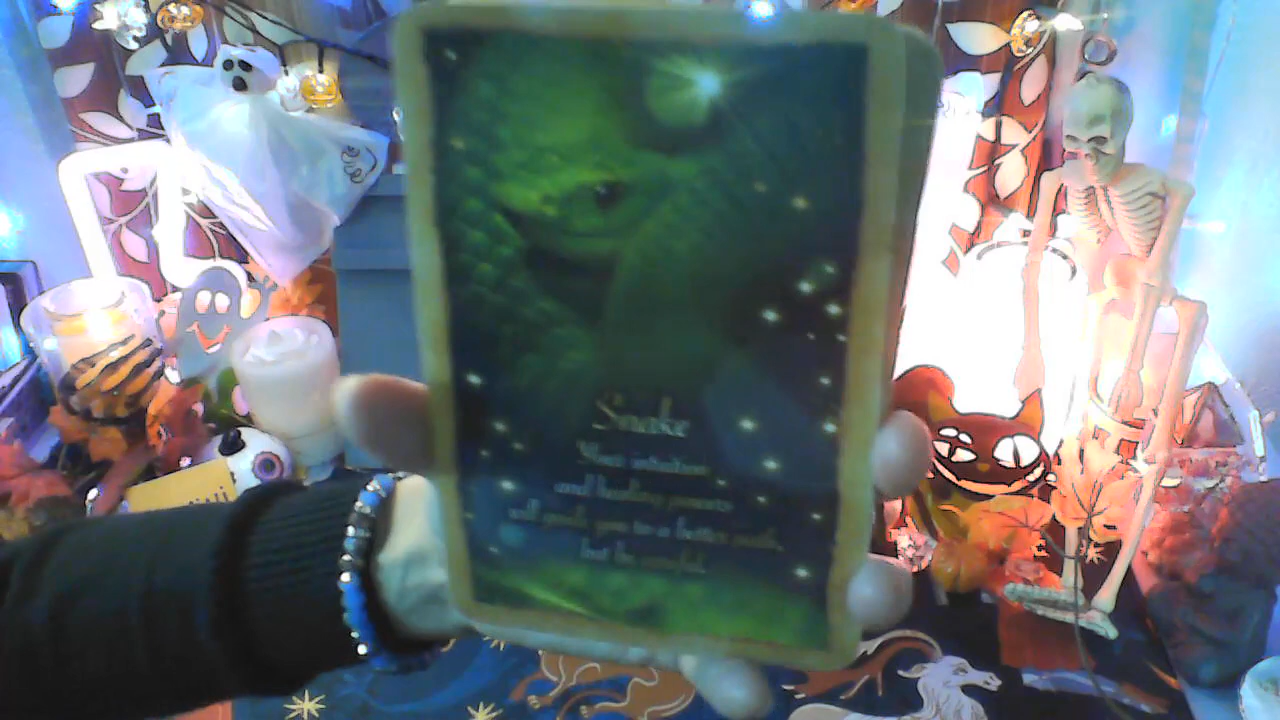 Snake
Your intuition
and healing powers
will guide you to a better path,
but be careful.